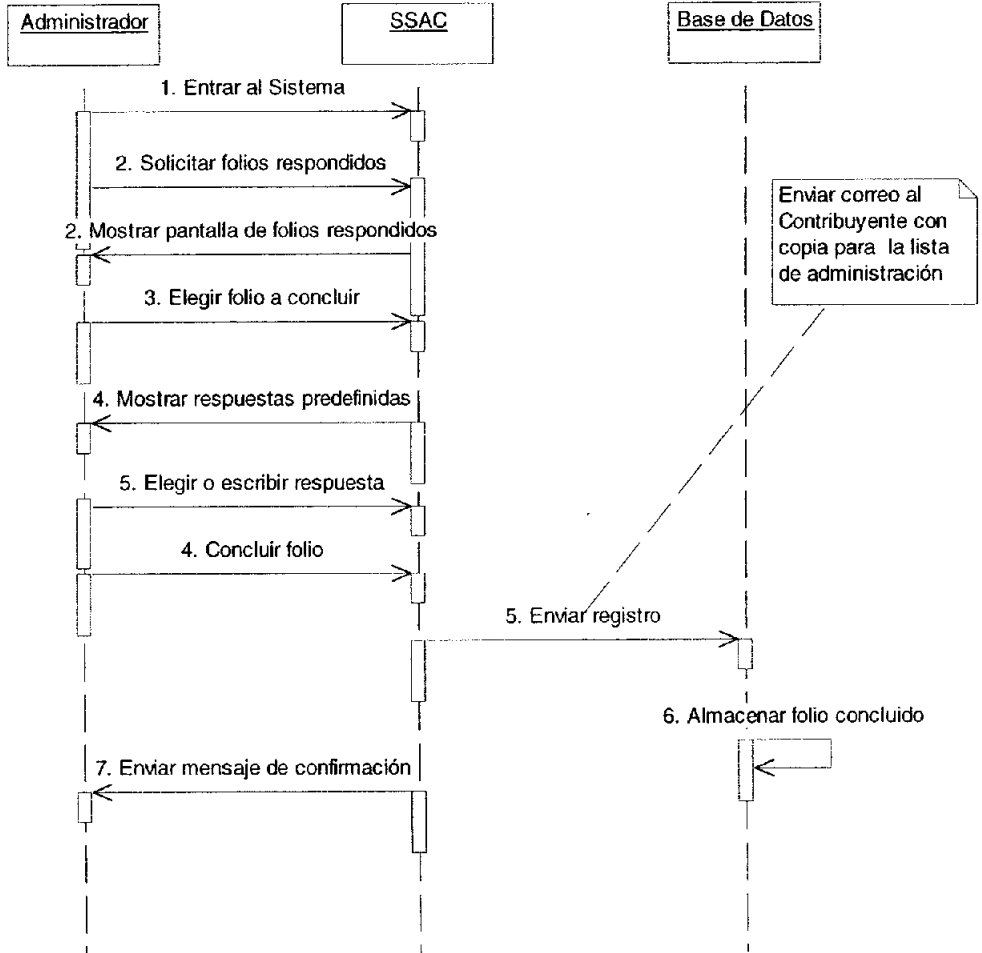 Administrador
SSAC
Base de Datos
1. Entrar al Sistema
2. Solicitar folios respondidos
Enviar correo al
Contribuyente con
copia para la lista
de administración
2. Mostrar pantalla de folios respondidos
3. Elegir folio a concluir
4. Mostrar respuestas predefinidas
5. Elegir o escribir respuesta
4. Concluir folio
5. Enviar registro
6. Almacenar folio concluido
7. Enviar mensaje de confirmación